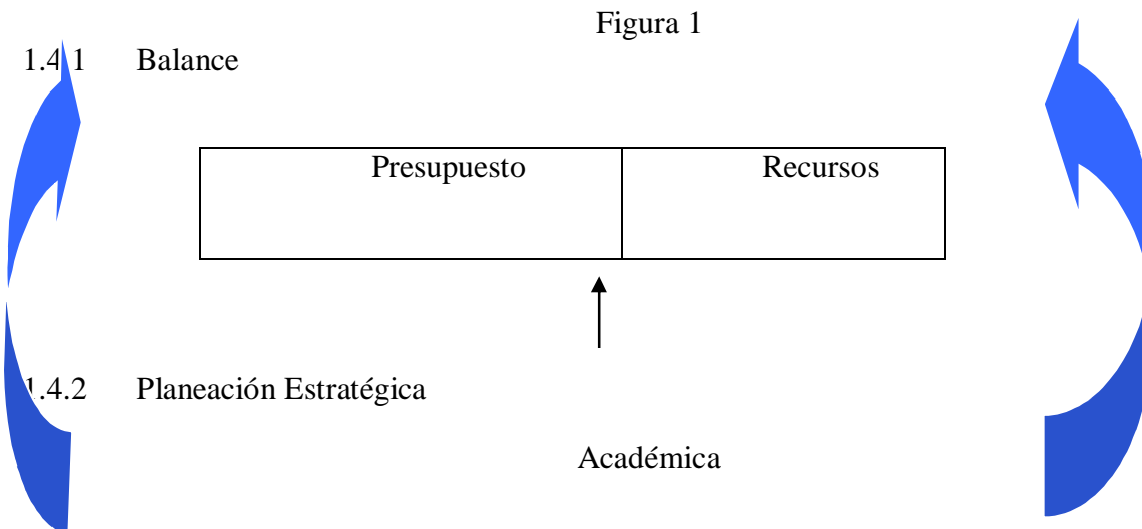 Figura 1
1.4.1 Balance
Presupuesto Recursos
1.4.2 Planeación Estratégica
Académica